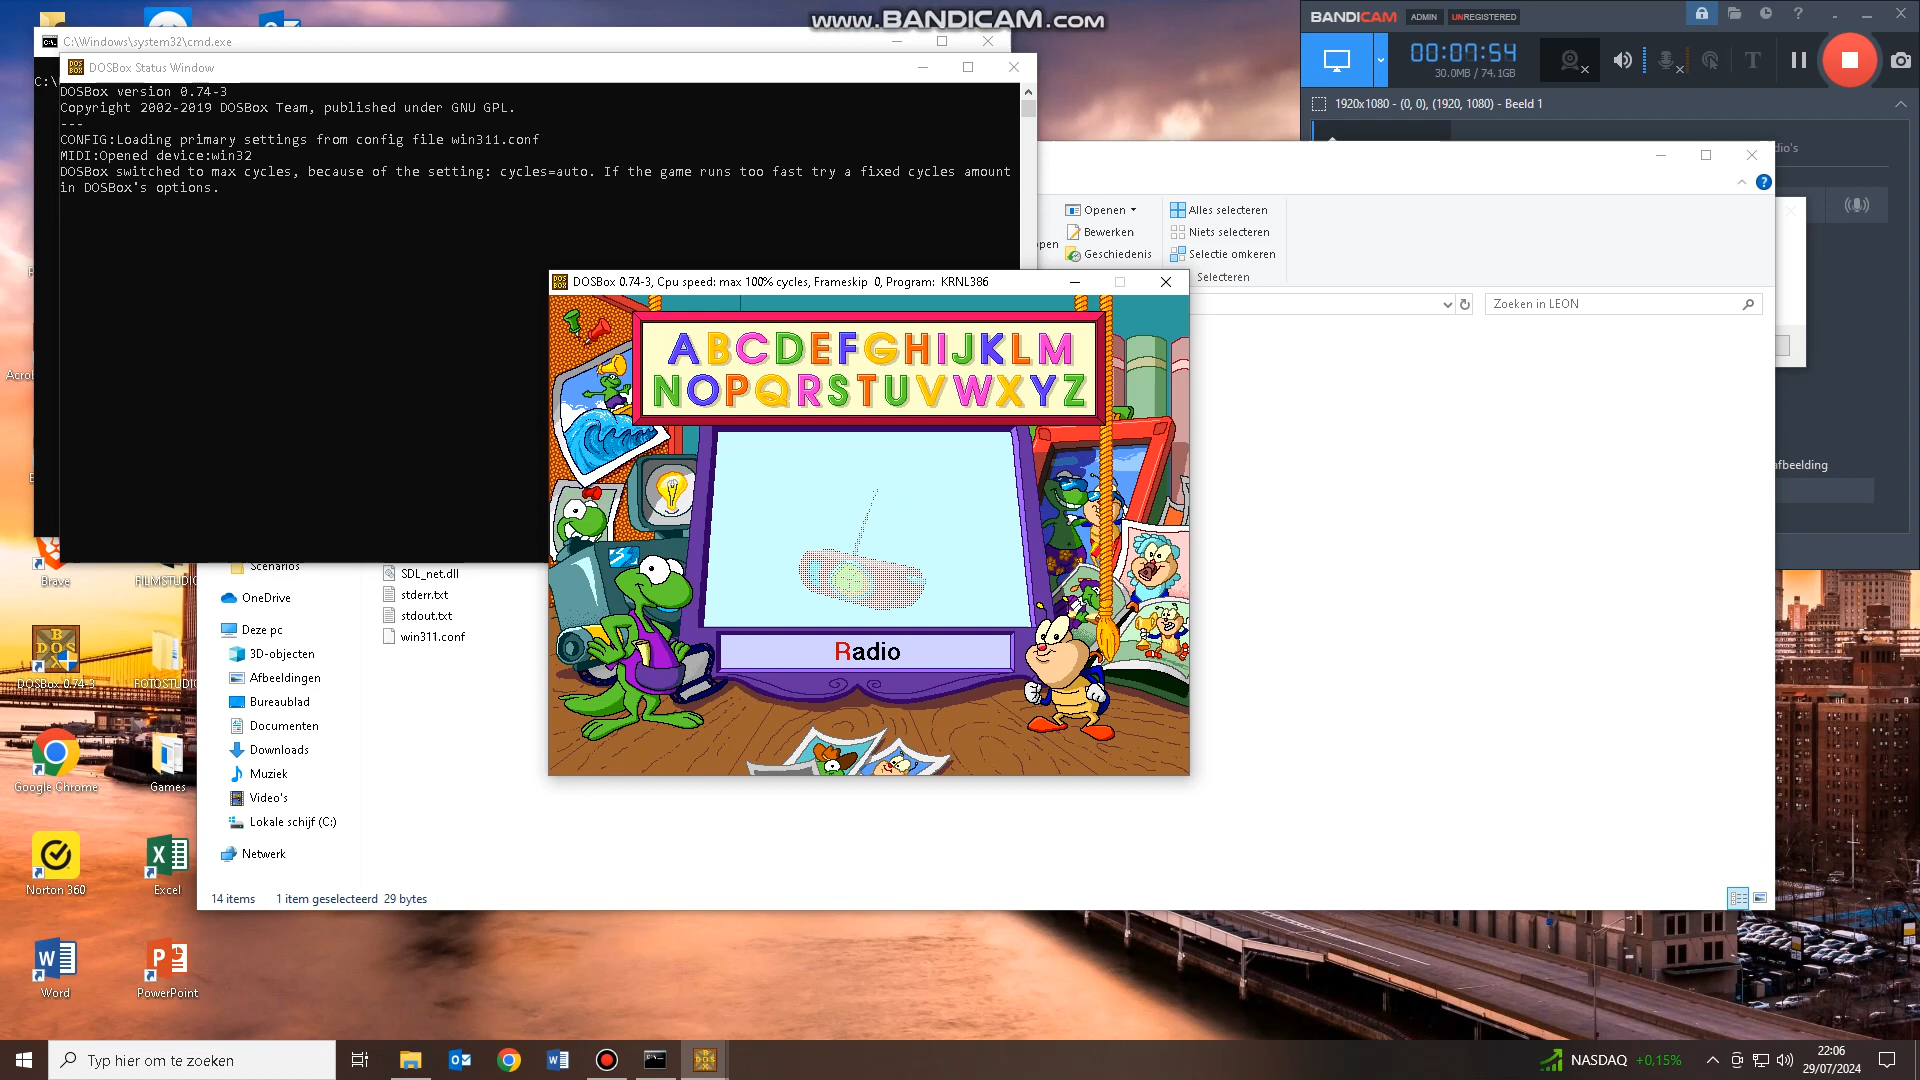 www.BANDICAM.com
BANDICAM
ADMIN
UNREGISTERED
00:07:54
30.0MB / 74.1GB
1920x1080 - (0, 0), (1920, 1080) - Beeld 1
C:\Windows\system32\cmd.exe
C:\
DOSBox Status Window
DOSBox version 0.74-3
Copyright 2002-2019 DOSBox Team, published under GNU GPL.
---
CONFIG:Loading primary settings from config file win311.conf
MIDI:Opened device:win32
DOSBox switched to max cycles, because of the setting: cycles=auto. If the game runs too fast try a fixed cycles amount
in DOSBox's options.
Openen
Bewerken
Geschiedenis
Alles selecteren
Niets selecteren
Selectie omkeren
Selecteren
Zoeken in LEON
DOSBox 0.74-3, Cpu speed: max 100% cycles, Frameskip 0, Program: KRNL386
ABCDEFGHIJKLM
NOPQRSTUVWXYZ
Radio
Scenarios
OneDrive
Deze pc
3D-objecten
Afbeeldingen
Bureaublad
Documenten
Downloads
Muziek
Video's
Lokale schijf (C:)
Netwerk
SDL_net.dll
stderr.txt
stdout.txt
win311.conf
14 items
1 item geselecteerd 29 bytes
Brave
DOSBox 0.74-3
Google Chrome
Games
Norton 360
Excel
Word
PowerPoint
Typ hier om te zoeken
NASDAQ +0,15%
22:06
29/07/2024